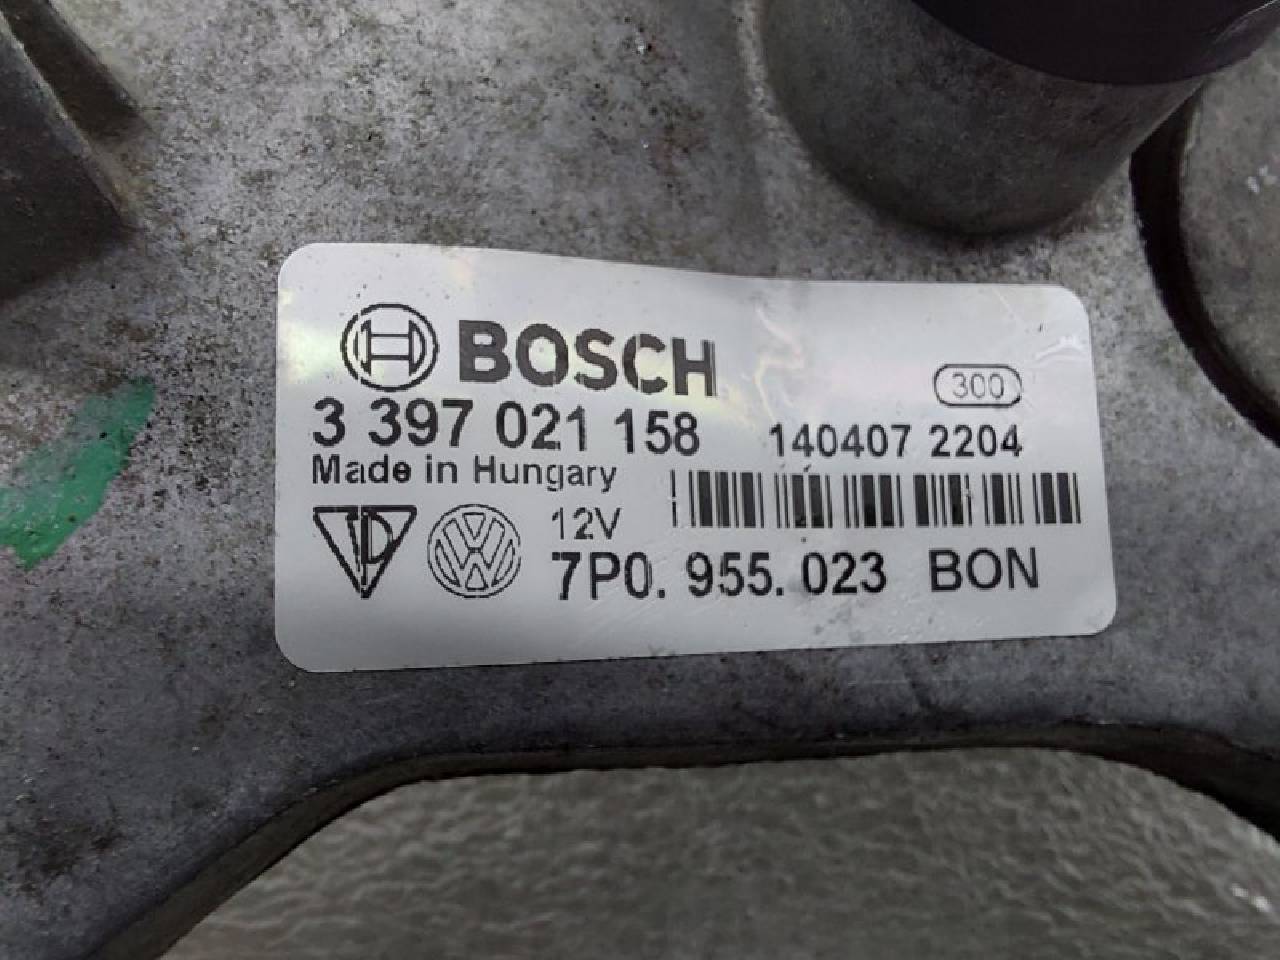 BOSCH
300
3 397 021 158 140407 2204
Made in Hungary
12V
7P0. 955. 023 BON